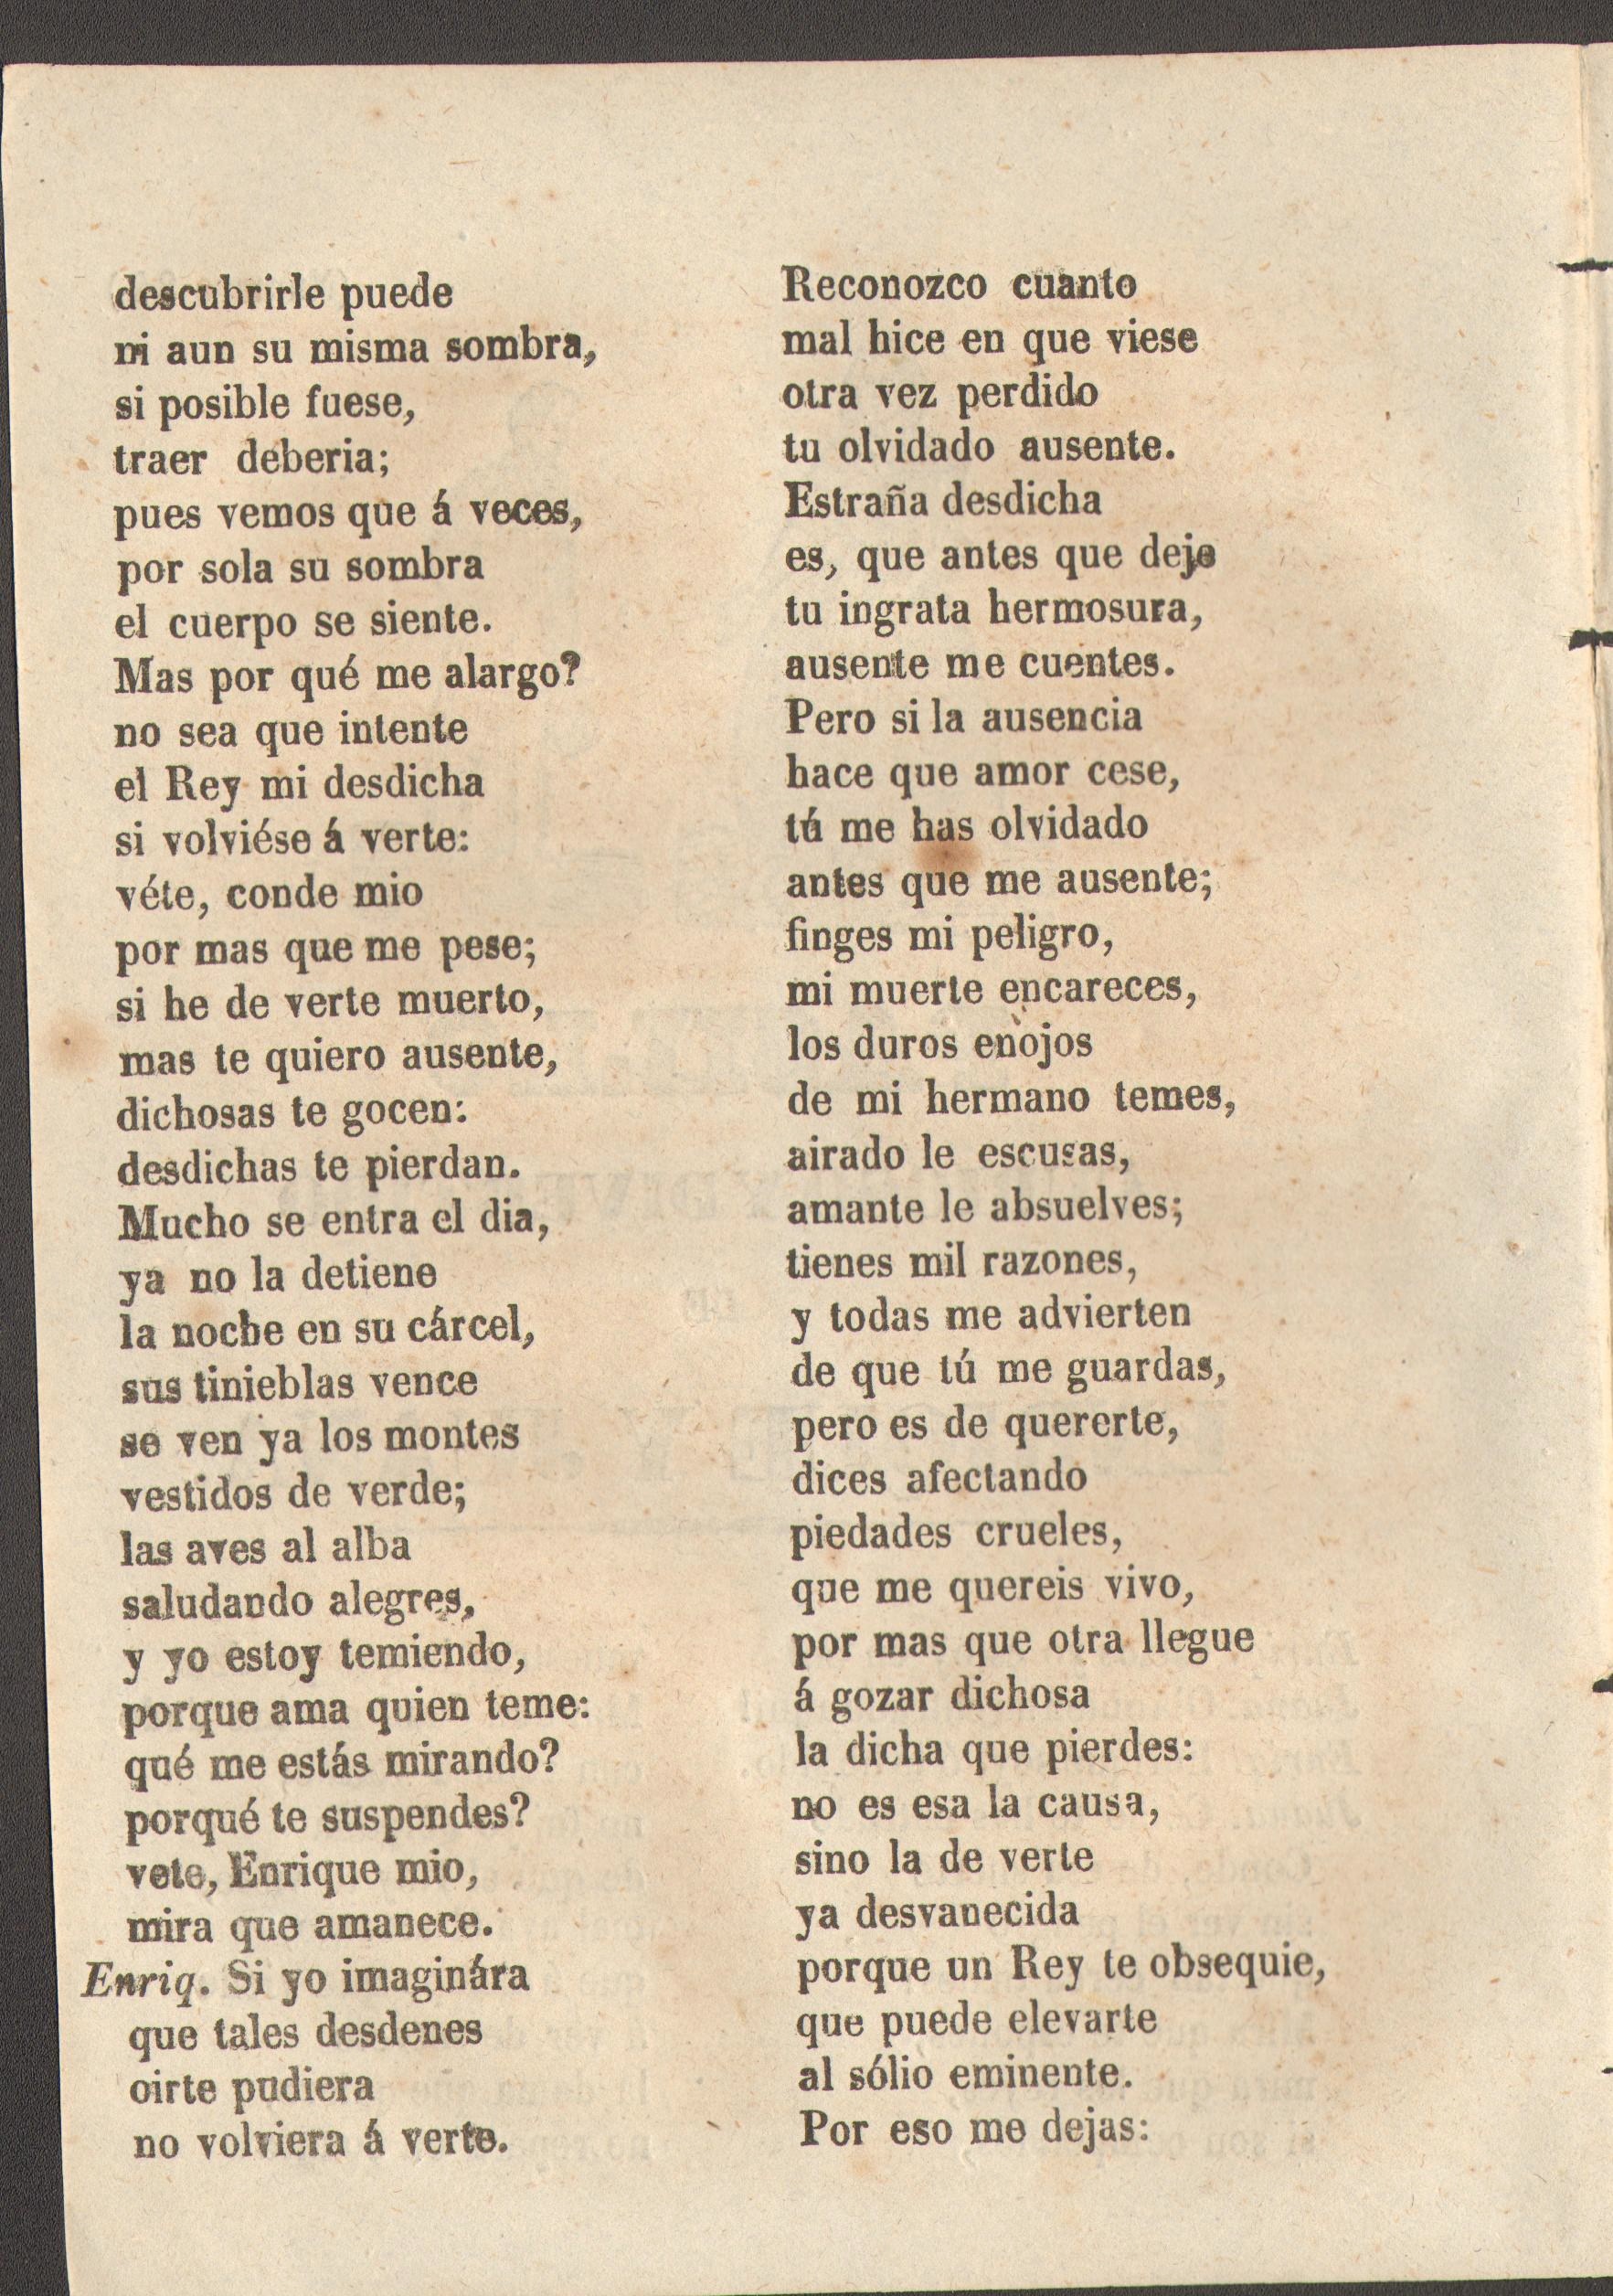 descubrirle puede
ni aun su misma sombra,
si posible fuese,
traer deberia;
pues vemos que á veces,
por sola su sombra
el cuerpo se siente.
Mas por qué me alargo?
no sea que intente
el Rey mi desdicha
si volviése á verte:
véte, conde mio
por mas que me pese;
si he de verte muerto,
mas te quiero ausente,
dichosas te gocen:
desdichas te pierdan.
Mucho se entra el dia,
ya no la detiene
la noche en su cárcel,
sus tinieblas vence
se ven ya los montes
vestidos de verde;
las aves al alba
saludando alegres,
y yo estoy temiendo,
porque ama quien teme:
qué me estás mirando?
porqué te suspendes?
vete, Enrique mio,
mira que amanece.
Enriq. Si yo imaginára
que tales desdenes
oirte pudiera
no volviera á verte.
Reconozco cuanto
mal hice en que viese
otra vez perdido
tu olvidado ausente.
Estraña desdicha
es, que antes que deje
tu ingrata hermosura,
ausente me cuentes.
Pero si la ausencia
hace que amor cese,
tú me has olvidado
antes que me ausente;
finges mi peligro,
mi muerte encareces,
los duros enojos
de mi hermano temes,
airado le escusas,
amante le absuelves;
tienes mil razones,
y todas me advierten
de que tú me guardas,
pero es de quererte,
dices afectando
piedades crueles,
que me quereis vivo,
por mas que otra llegue
á gozar dichosa
la dicha que pierdes:
no es esa la causa,
sino la de verte
ya desvanecida
porque un Rey te obsequie,
que puede elevarte
al sólio eminente.
Por eso me dejas: